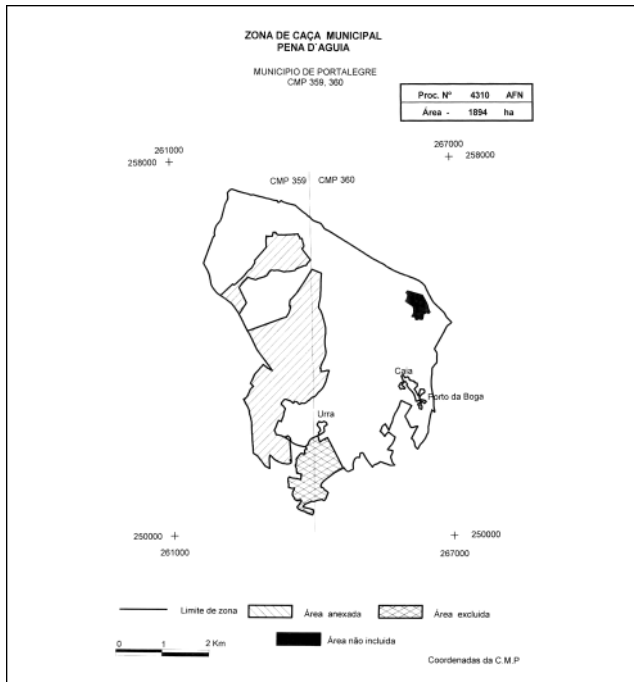 ZONA DE CAÇA MUNICIPAL
PENA D´AGUIA
MUNICIPIO DE PORTALEGRE
CMP 359, 360
Proc. Nº 4310 AFN
Área - 1894 ha
261000
258000
267000
258000
CMP 359
CMP 360
Caia
Porto da Boga
Urra
250000
261000
250000
267000
Limite de zona
Área anexada
Área excluida
0 1 2 Km
Área não incluida
Coordenadas da C.M.P